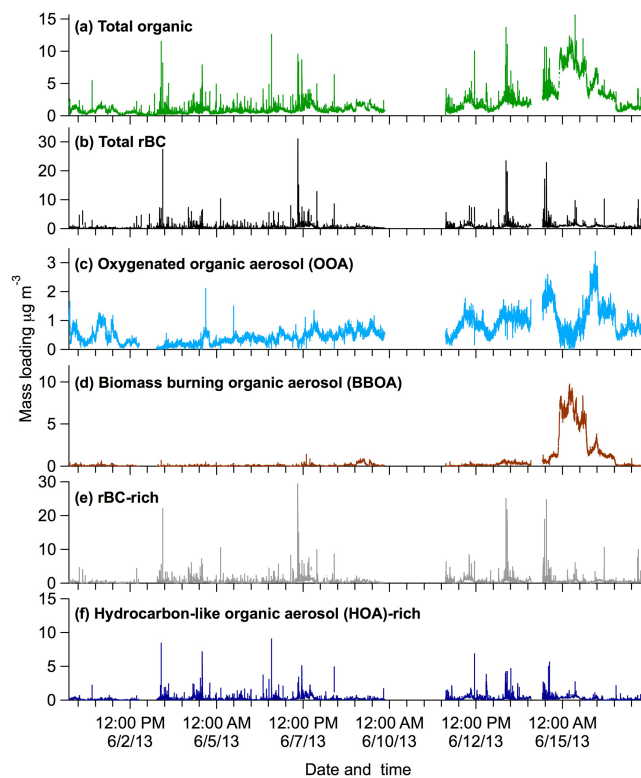 (a) Total organic
15
10
5
0
(b) Total rBC
30
20
10
0
(c) Oxygenated organic aerosol (OOA)
3
2
1
0
Mass loading µg m-3
(d) Biomass burning organic aerosol (BBOA)
10
5
0
(e) rBC-rich
30
20
10
0
(f) Hydrocarbon-like organic aerosol (HOA)-rich
15
10
5
0
12:00 PM 12:00 AM 12:00 PM 12:00 AM 12:00 PM 12:00 AM
6/2/13 6/5/13 6/7/13 6/10/13 6/12/13 6/15/13
Date and time